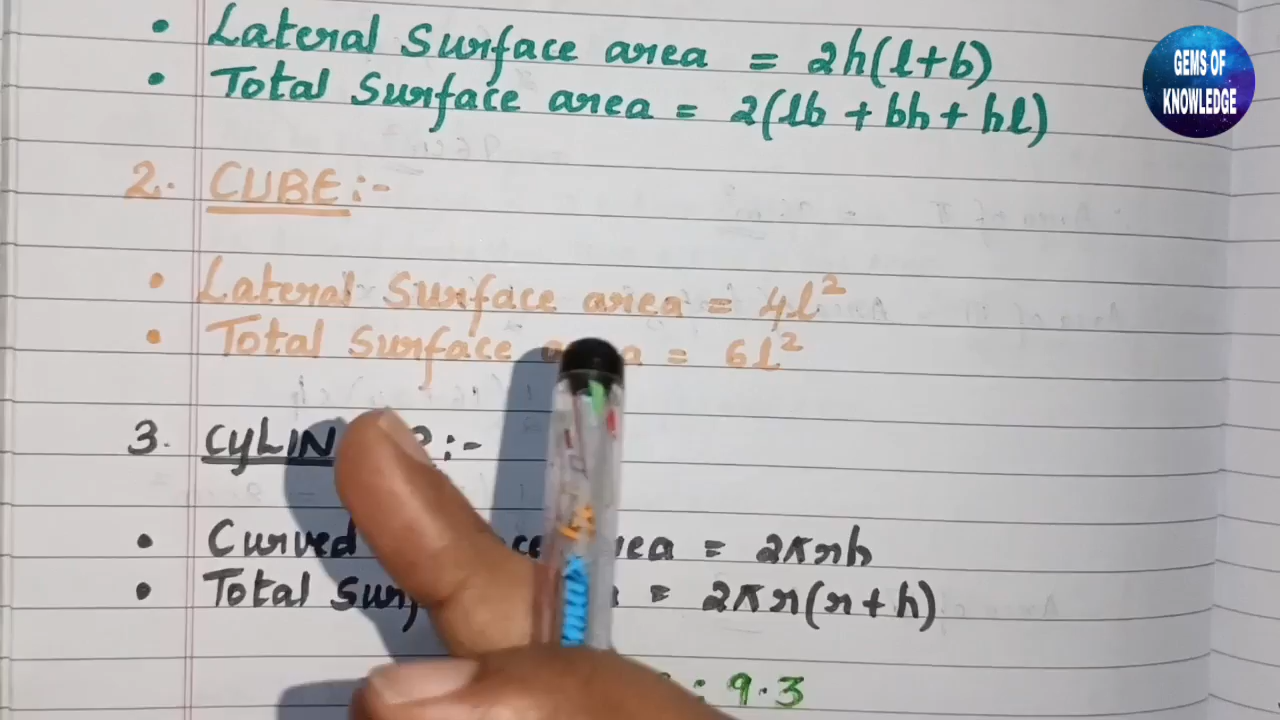 • Lateral Surface area = 2h(l+b)
• Total Surface area = 2(lb + bh + hl)
GEMS OF
KNOWLEDGE
2. CUBE:-
• Lateral Surface area = 4l²
• Total Surface area = 6l²
3. :-
• Curved = 2πrh
• Total = 2πr(r+h)
: 9.3